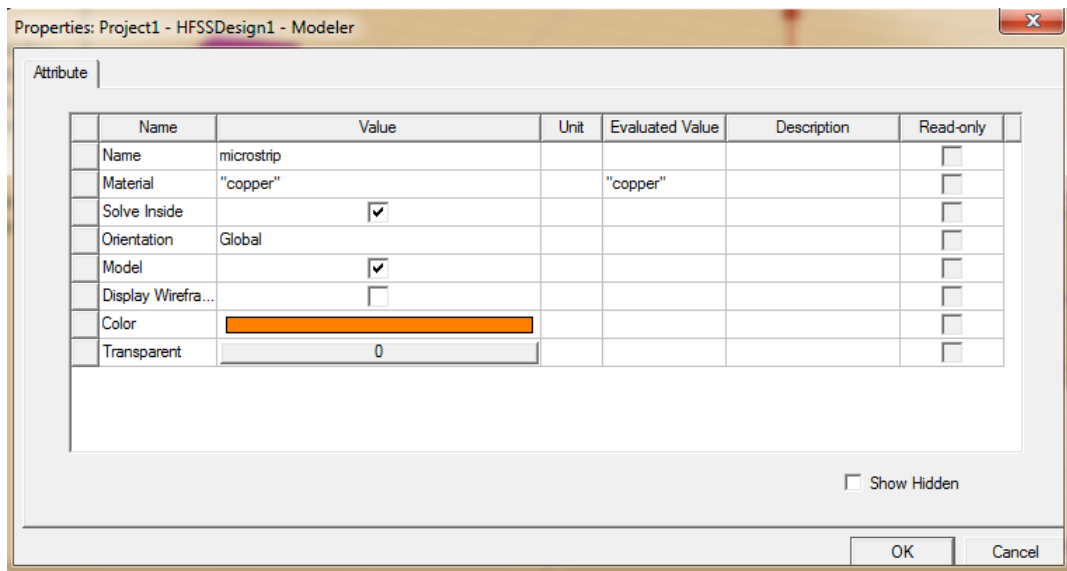 Properties: Project1 - HFSSDesign1 - Modeler
Attribute
Name Value Unit Evaluated Value Description Read-only
Name microstrip
Material "copper" "copper"
Solve Inside
Orientation Global
Model
Display Wirefra...
Color
Transparent 0
Show Hidden
OK Cancel